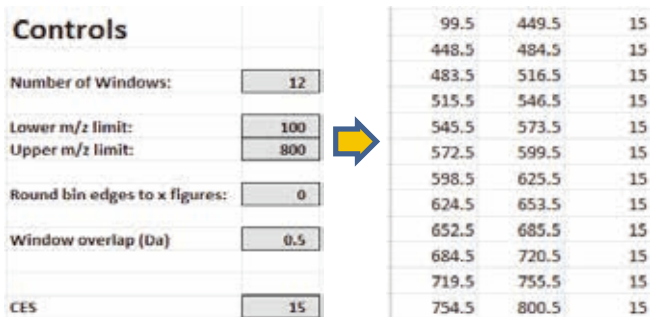 Controls
Number of Windows: 12
Lower m/z limit: 100
Upper m/z limit: 800
Round bin edges to x figures: 0
Window overlap (Da) 0.5
CES 15
99.5 449.5 15
448.5 484.5 15
483.5 516.5 15
515.5 546.5 15
545.5 573.5 15
572.5 599.5 15
598.5 625.5 15
624.5 653.5 15
652.5 685.5 15
684.5 720.5 15
719.5 755.5 15
754.5 800.5 15